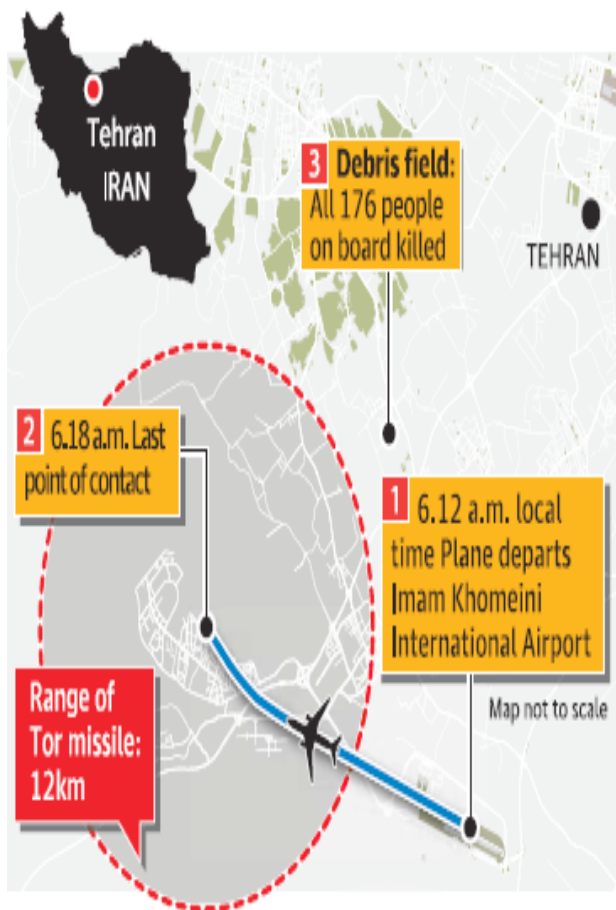 Tehran
IRAN
3 Debris field:
All 176 people
on board killed
TEHRAN
2 6.18 a.m. Last
point of contact
1 6.12 a.m. local
time Plane departs
Imam Khomeini
International Airport
Map not to scale
Range of
Tor missile:
12km